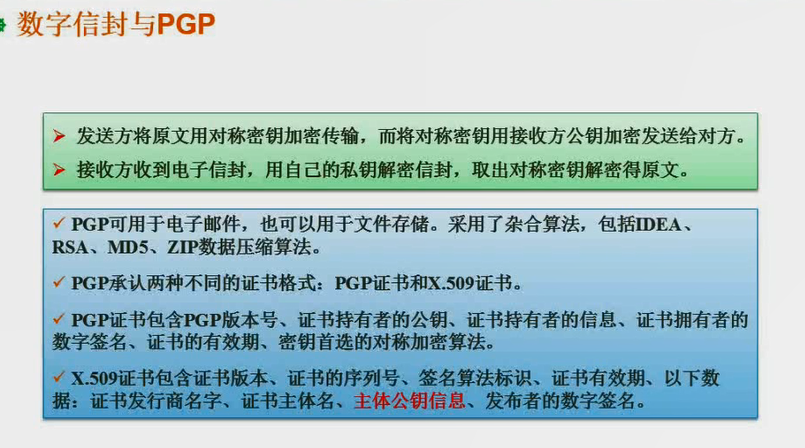 数字信封与PGP
发送方将原文用对称密钥加密传输，而将对称密钥用接收方公钥加密发送给对方。
接收方收到电子信封，用自己的私钥解密信封，取出对称密钥解密得原文。
PGP可用于电子邮件，也可以用于文件存储。采用了杂合算法，包括IDEA、
RSA、MD5、ZIP数据压缩算法。
PGP承认两种不同的证书格式：PGP证书和X.509证书。
PGP证书包含PGP版本号、证书持有者的公钥、证书持有者的信息、证书拥有者的
数字签名、证书的有效期、密钥首选的对称加密算法。
X.509证书包含证书版本、证书的序列号、签名算法标识、证书有效期、以下数
据：证书发行商名字、证书主体名、主体公钥信息、发布者的数字签名。